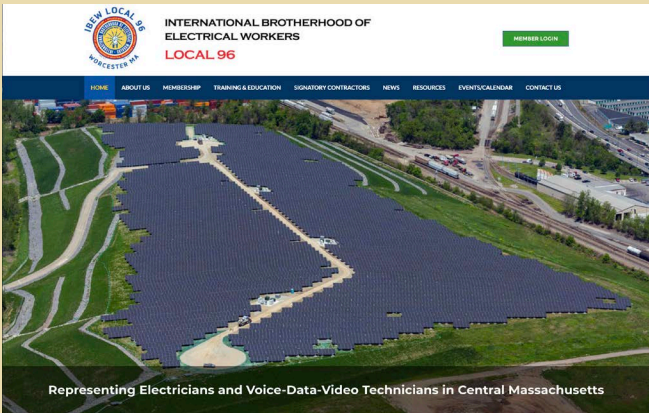 IBEW LOCAL 96
WORCESTER MA
INTERNATIONAL BROTHERHOOD OF
ELECTRICAL WORKERS
LOCAL 96
MEMBER LOGIN
HOME ABOUT US MEMBERSHIP TRAINING & EDUCATION SIGNATORY CONTRACTORS NEWS RESOURCES EVENTS/CALENDAR CONTACT US
Representing Electricians and Voice-Data-Video Technicians in Central Massachusetts